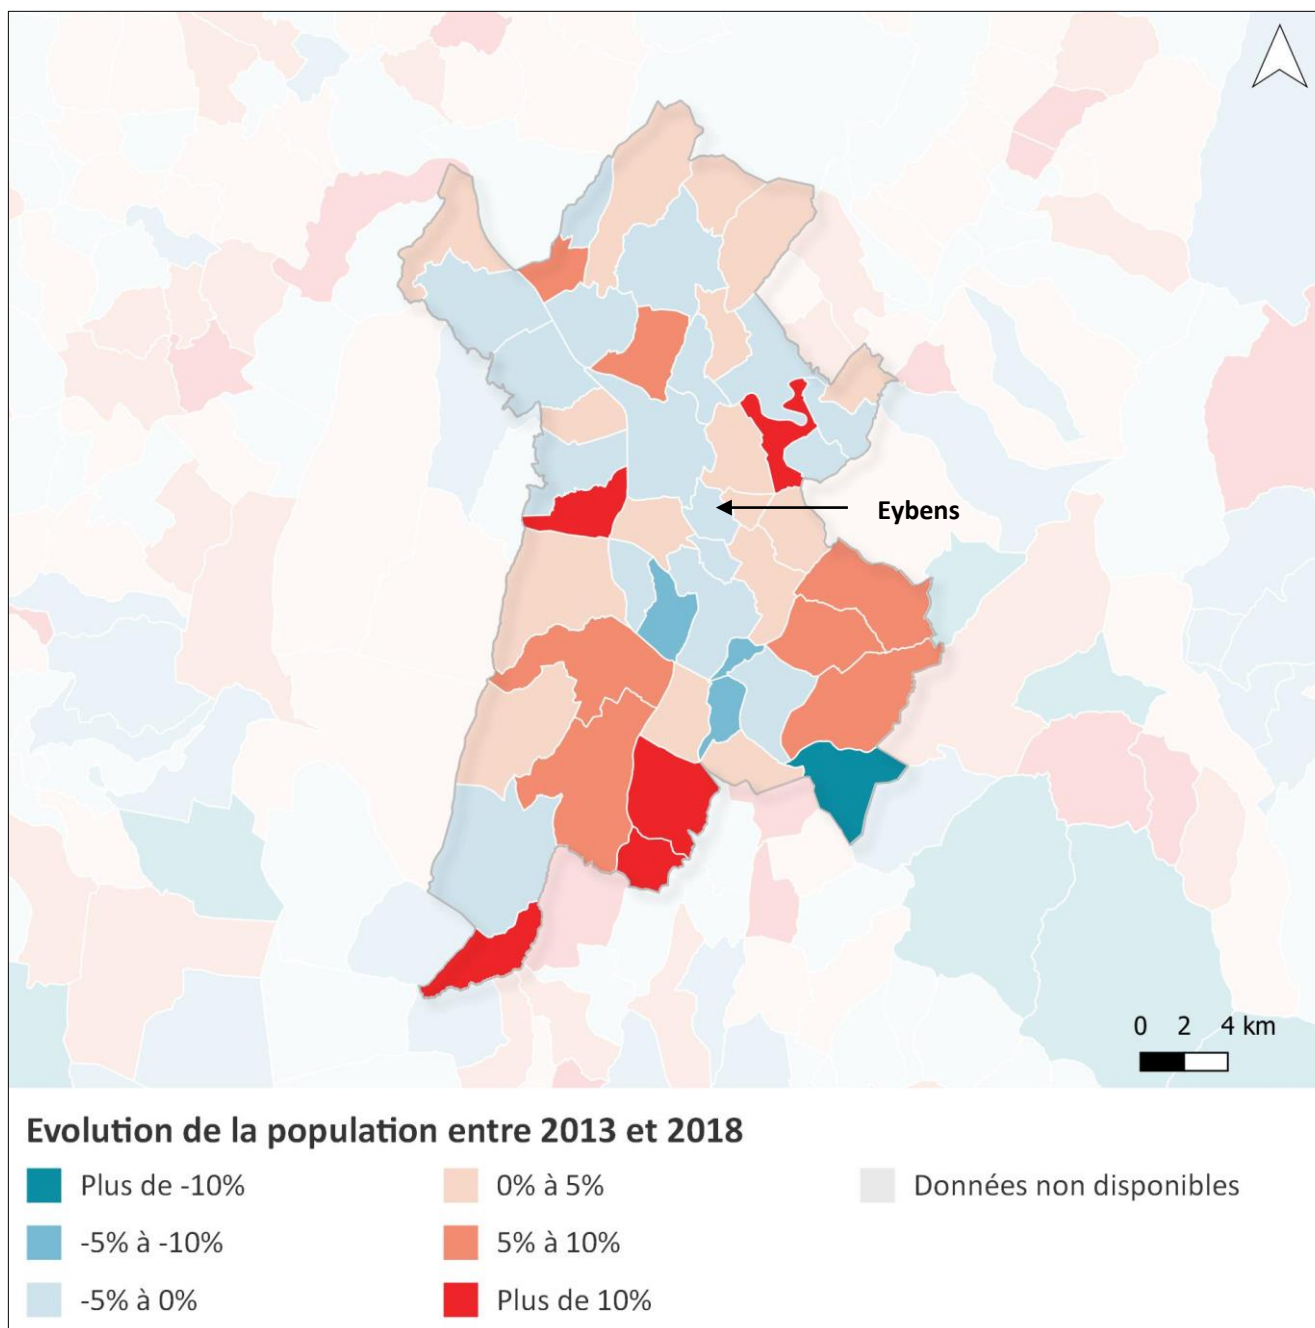 Eybens
0 2 4 km
Evolution de la population entre 2013 et 2018
Plus de -10%
0% à 5%
Données non disponibles
-5% à -10%
5% à 10%
-5% à 0%
Plus de 10%